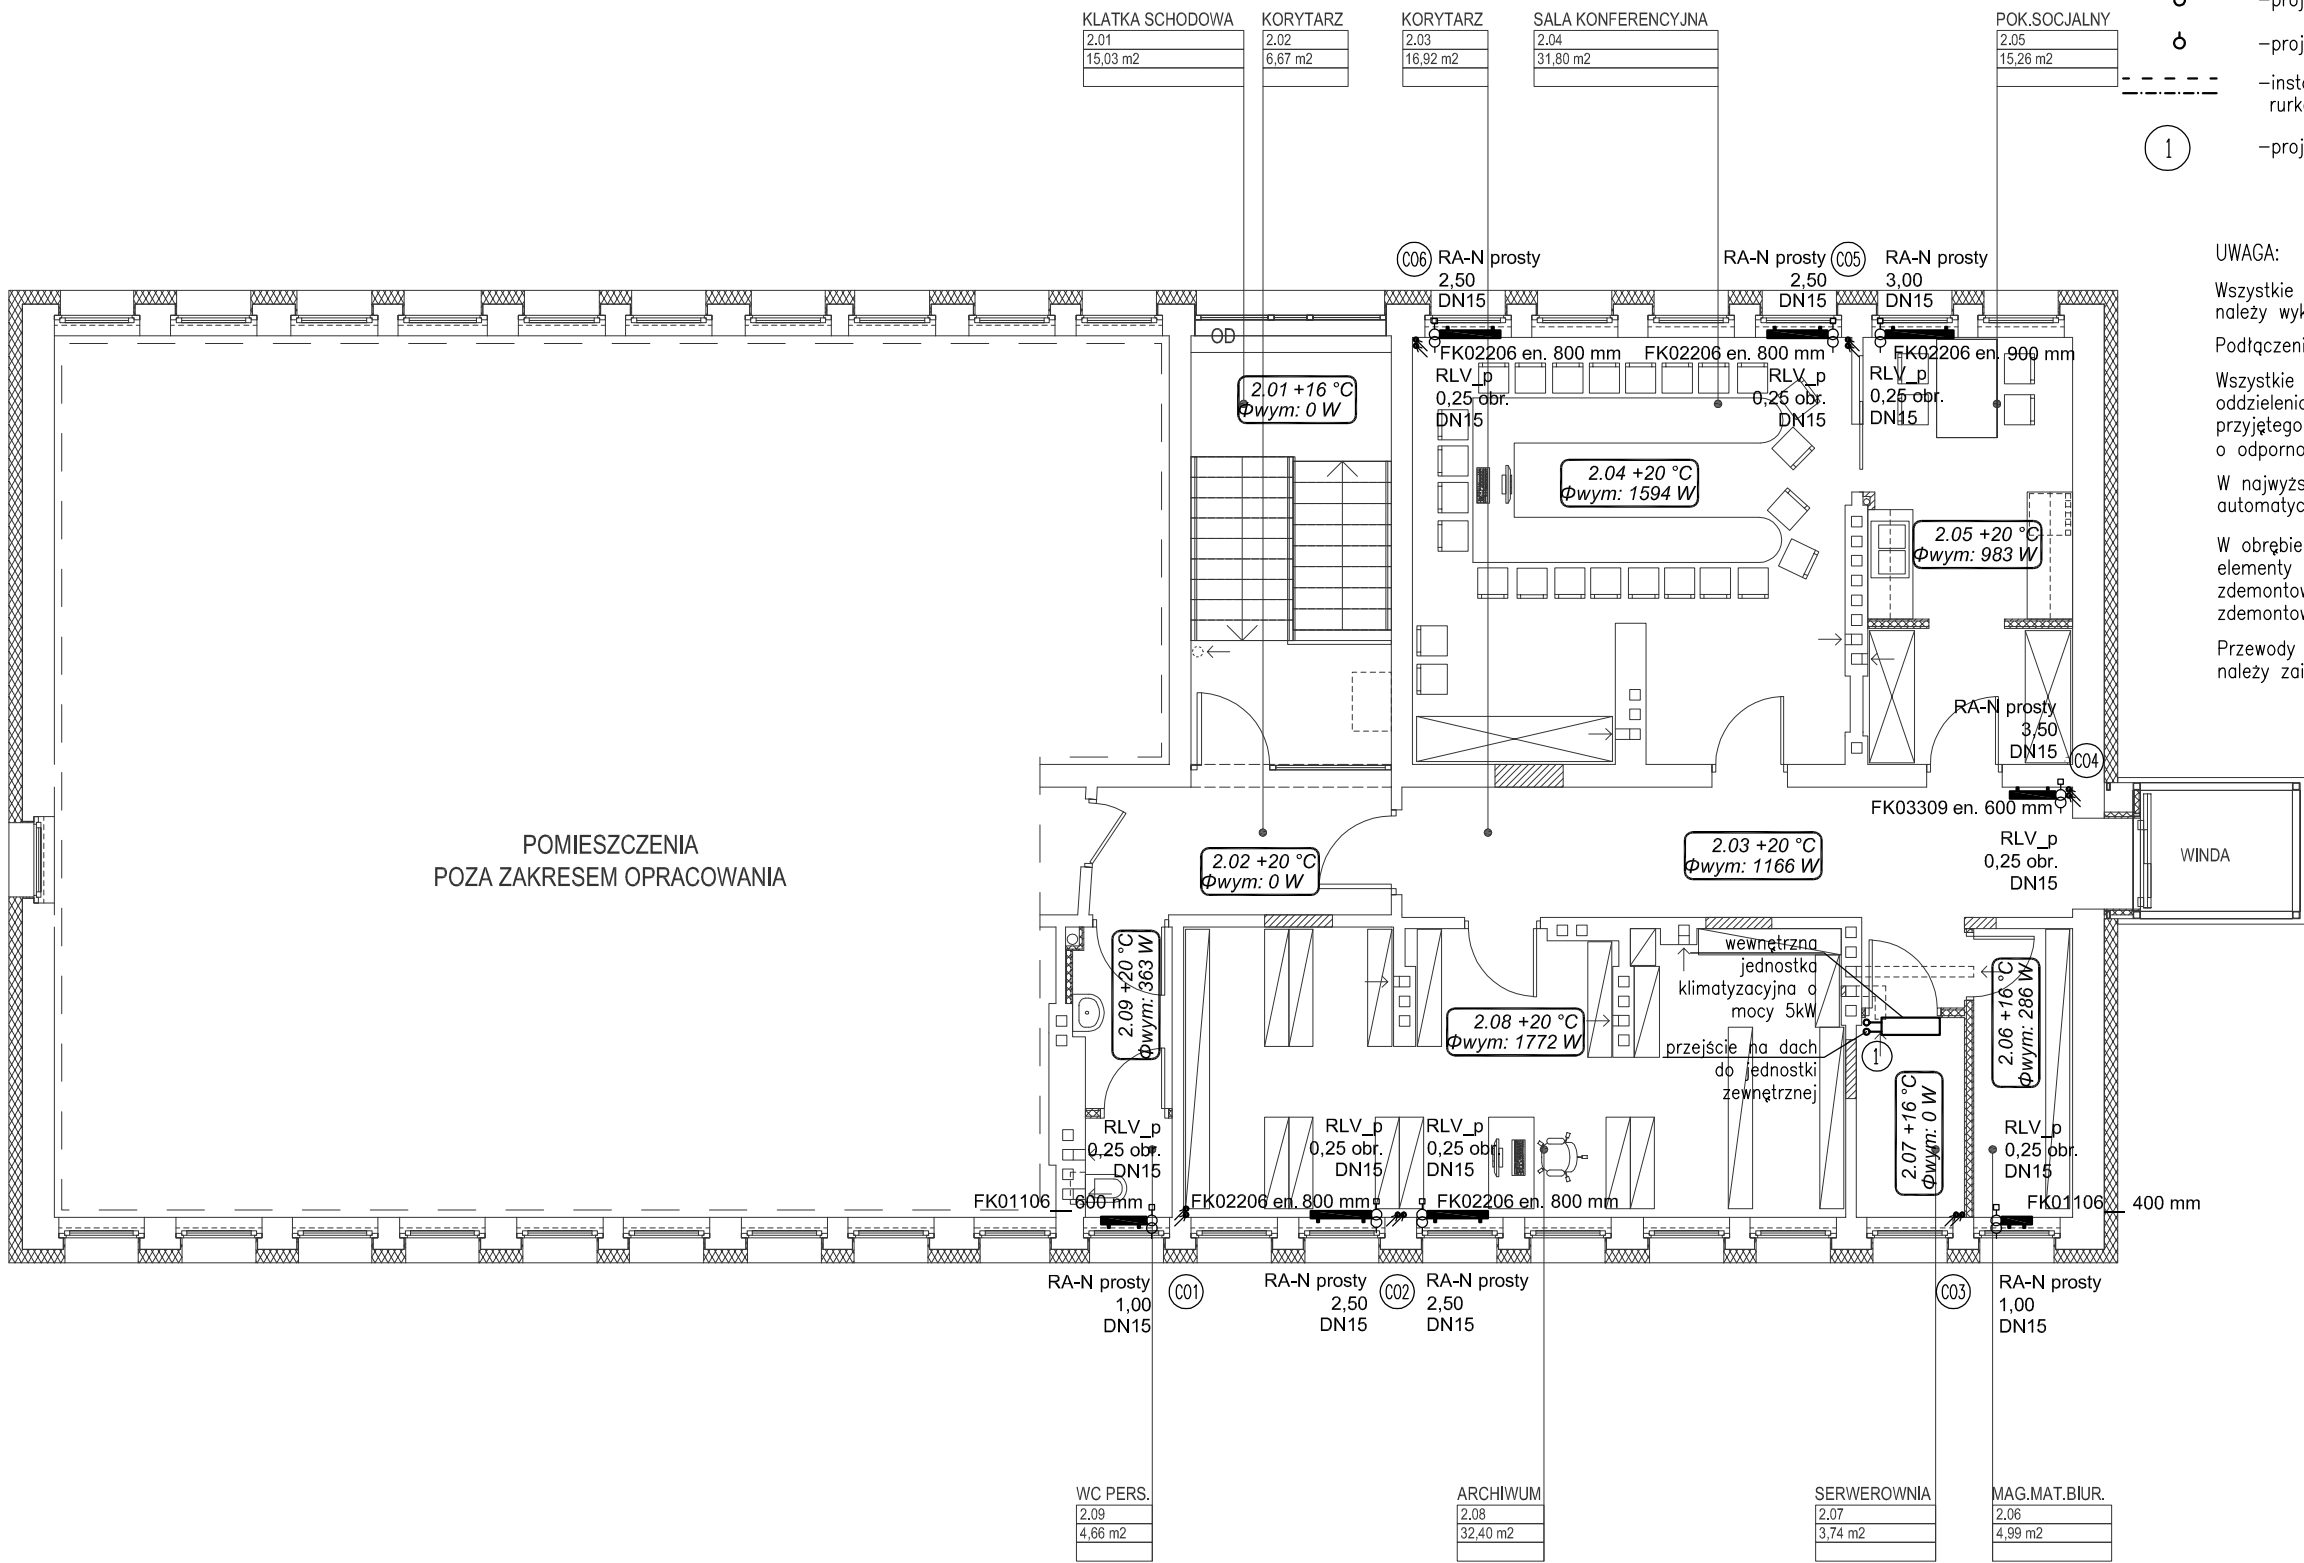 KLATKA SCHODOWA
2.01
15,03 m2
KORYTARZ
2.02
6,67 m2
KORYTARZ
2.03
16,92 m2
SALA KONFERENCYJNA
2.04
31,80 m2
POK.SOCJALNY
2.05
15,26 m2
1
UWAGA:
Wszystkie
należy
Podłączeni
Wszystkie
przyjętego
o
W
W obrębie
elementy
Przewody
należy
C06
RA-N prosty
2,50
DN15
RA-N prosty
2,50
DN15
C05
RA-N prosty
3,00
DN15
OD
FK02206 en. 800 mm
FK02206 en. 800 mm
FK02206 en. 900 mm
RLV_p
0,25 obr.
DN15
RLV_p
0,25 obr.
DN15
RLV_p
0,25 obr.
DN15
2.01 +16 °C
Φwym: 0 W
2.04 +20 °C
Φwym: 1594 W
2.05 +20 °C
Φwym: 983 W
RA-N prosty
3,50
DN15
C04
FK03309 en. 600 mm
RLV_p
0,25 obr.
DN15
WINDA
POMIESZCZENIA
POZA ZAKRESEM OPRACOWANIA
2.02 +20 °C
Φwym: 0 W
2.03 +20 °C
Φwym: 1166 W
2.09 +20 °C
Φwym: 363 W
2.08 +20 °C
Φwym: 1772 W
wewnętrzna
jednostka
klimatyzacyjna o
mocy 5kW
przejście na dach
do jednostki
zewnętrznej
1
2.07 +16 °C
Φwym: 0 W
2.06 +16 °C
Φwym: 286 W
RLV_p
0,25 obr.
DN15
RLV_p
0,25 obr.
DN15
RLV_p
0,25 obr.
DN15
RLV_p
0,25 obr.
DN15
FK01106 600 mm
FK02206 en. 800 mm
FK02206 en. 800 mm
FK01106 400 mm
RA-N prosty
1,00
DN15
C01
RA-N prosty
2,50
DN15
C02
RA-N prosty
2,50
DN15
C03
RA-N prosty
1,00
DN15
WC PERS.
2.09
4,66 m2
ARCHIWUM
2.08
32,40 m2
SERWEROWNIA
2.07
3,74 m2
MAG.MAT.BIUR.
2.06
4,99 m2